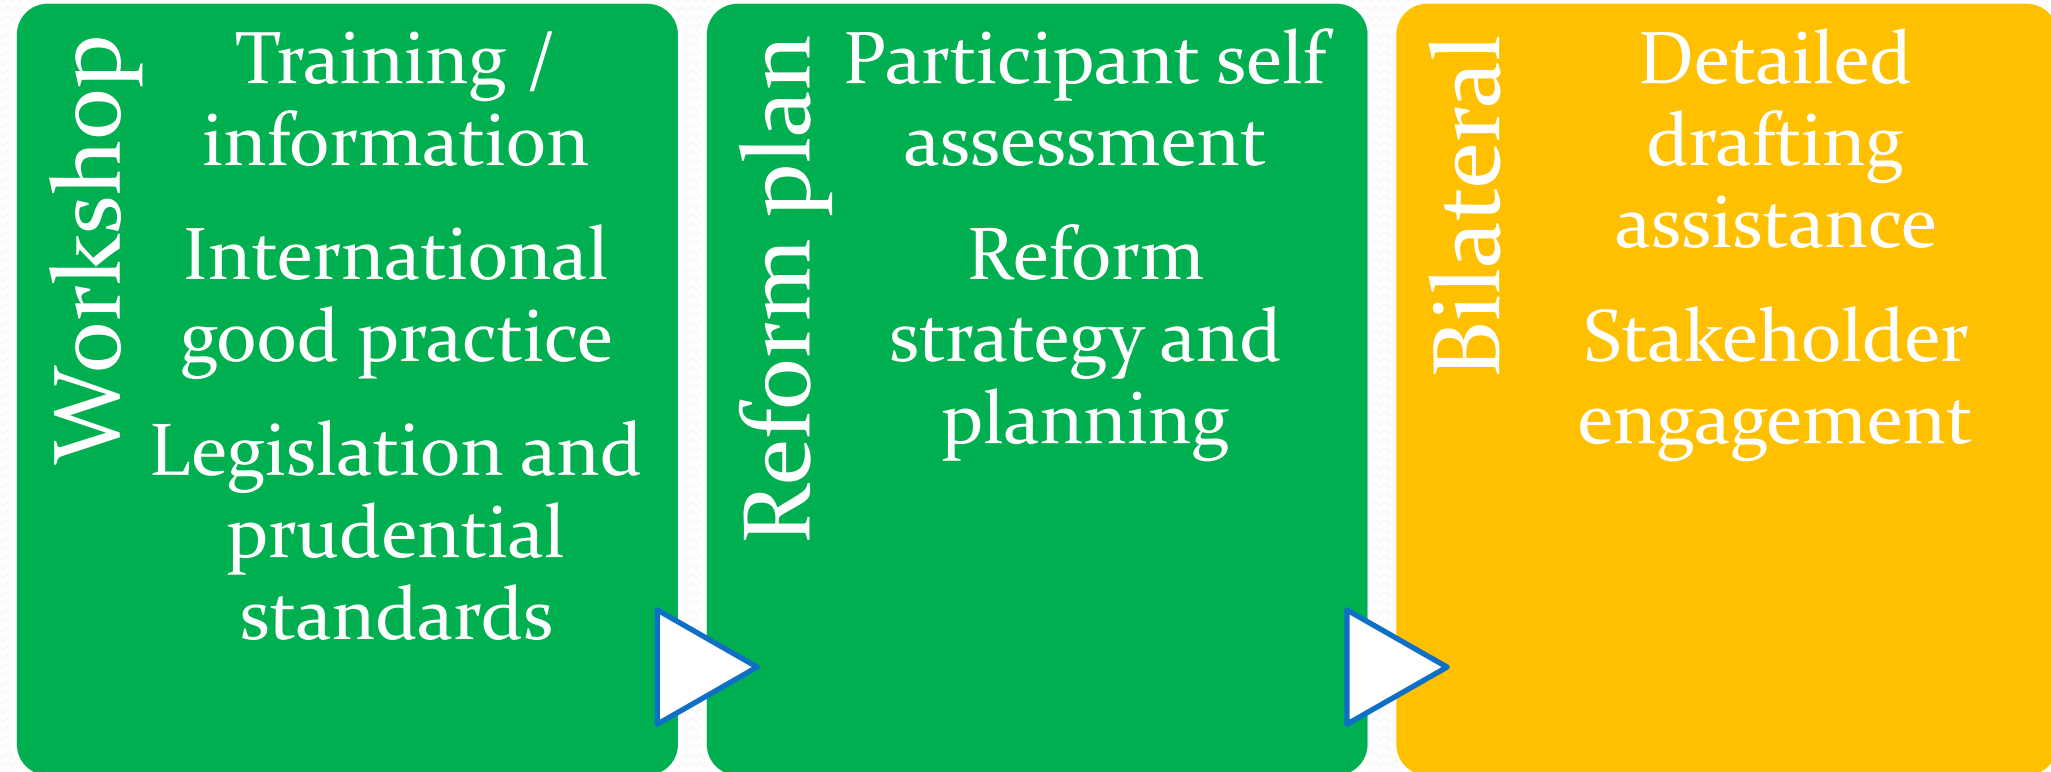 Workshop
Training /
information
International
good practice
Legislation and
prudential
standards
Reform plan
Participant self
assessment
Reform
strategy and
planning
Bilateral
Detailed
drafting
assistance
Stakeholder
engagement